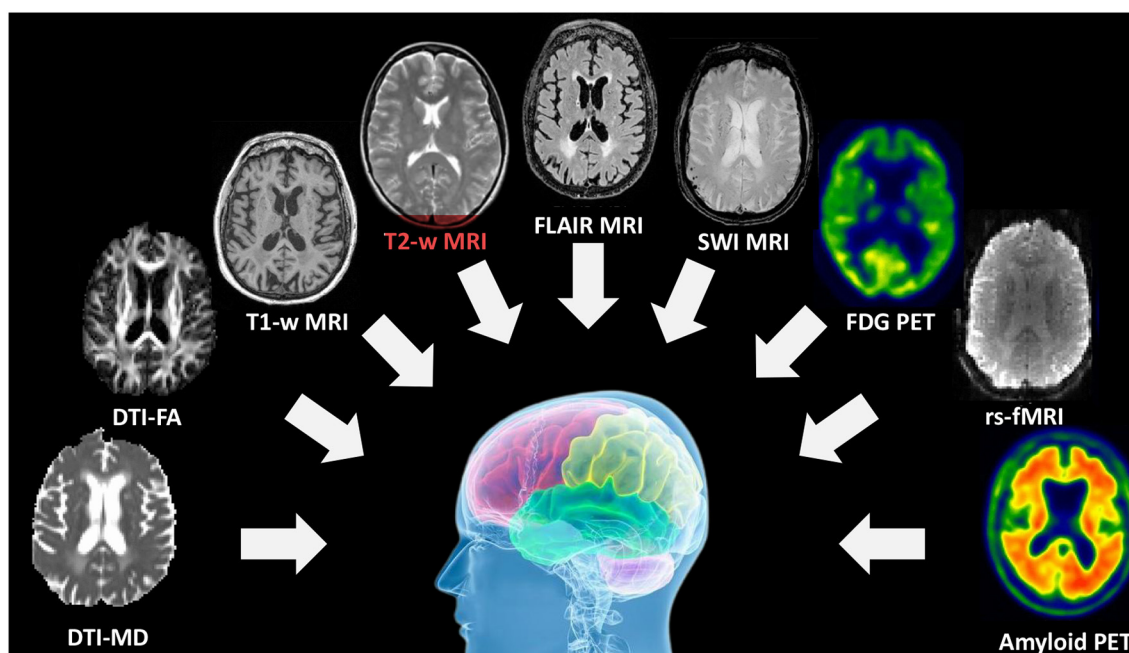 DTI-MD
DTI-FA
T1-w MRI
T2-w MRI
FLAIR MRI
SWI MRI
FDG PET
rs-fMRI
Amyloid PET